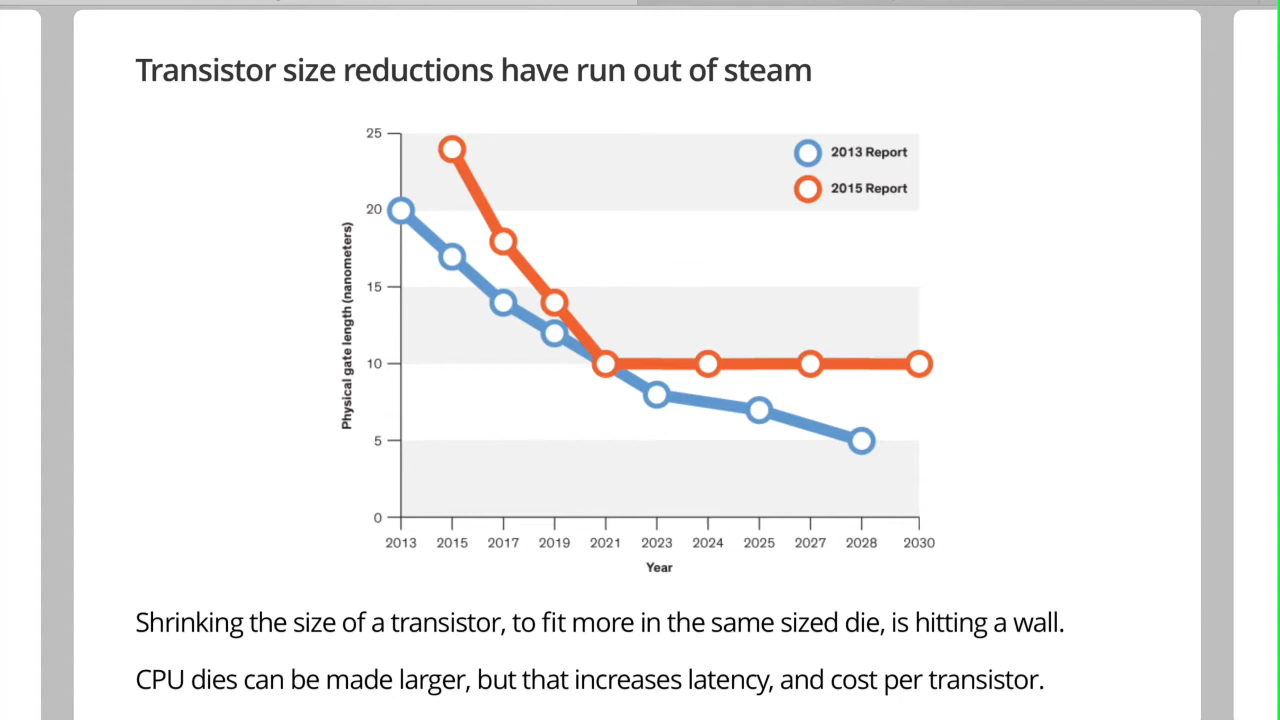 Transistor size reductions have run out of steam
25
2013 Report
2015 Report
20
15
10
5
0
Physical gate length (nanometers)
2013 2015 2017 2019 2021 2023 2024 2025 2027 2028 2030
Year
Shrinking the size of a transistor, to fit more in the same sized die, is hitting a wall.
CPU dies can be made larger, but that increases latency, and cost per transistor.